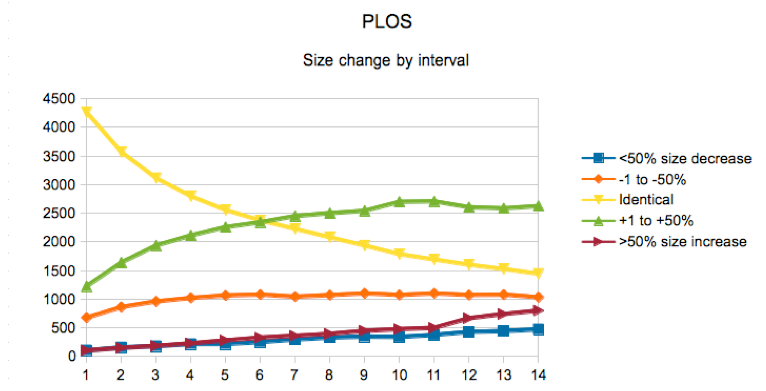 PLOS
Size change by interval
4500
4000
3500
3000
2500
2000
1500
1000
500
0
1 2 3 4 5 6 7 8 9 10 11 12 13 14
<50% size decrease
-1 to -50%
Identical
+1 to +50%
>50% size increase